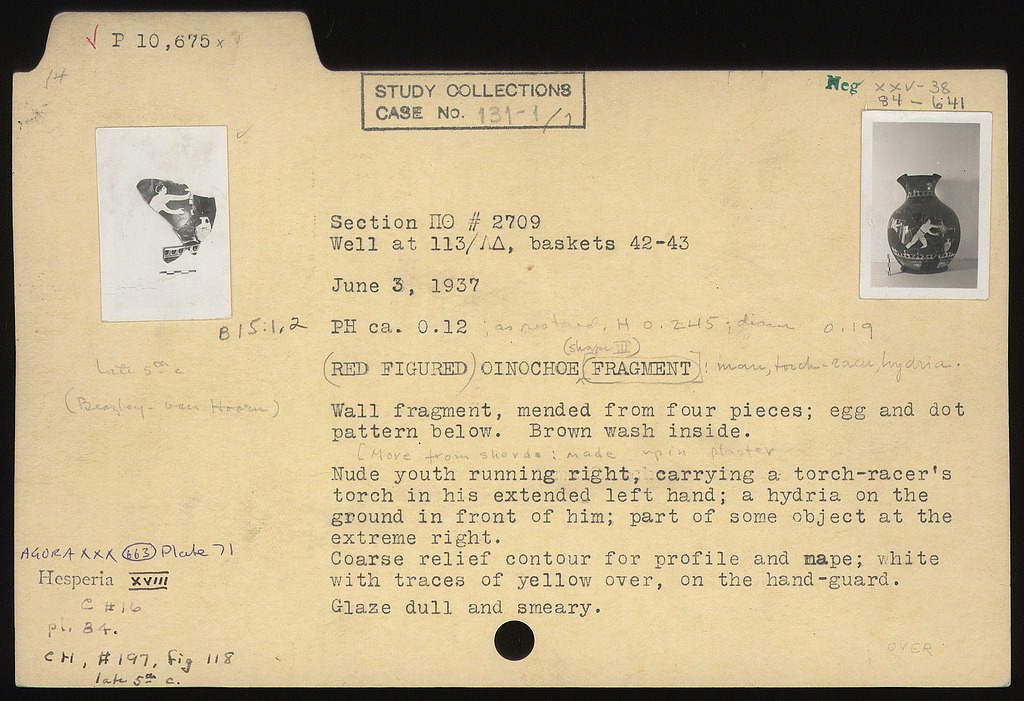 √ P 10,675 x
14
STUDY COLLECTIONS
CASE No. 131-1/2
Neg XXV-38
84-641
Section ΠΘ # 2709
Well at 113/ΛΔ, baskets 42-43
June 3, 1937
B 15:1,2
PH ca. 0.12 ; as restored, H 0.245; diam 0.19
late 5th c
(Beazley - van Hoorn)
(shape III)
(RED FIGURED) OINOCHOE (FRAGMENT)]: man, torch-racer, hydria.
Wall fragment, mended from four pieces; egg and dot
pattern below. Brown wash inside.
[More from sherds; made up in plaster
Nude youth running right, carrying a torch-racer's
torch in his extended left hand; a hydria on the
ground in front of him; part of some object at the
extreme right.
Coarse relief contour for profile and nape; white
with traces of yellow over, on the hand-guard.
Glaze dull and smeary.
AGORA XXX 663 Plate 71
Hesperia XVIII
C #16
pl. 34.
CH, #197, fig 118
late 5th c.
OVER